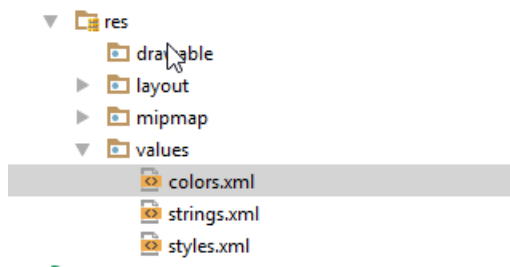 res
drawable
layout
mipmap
values
colors.xml
strings.xml
styles.xml